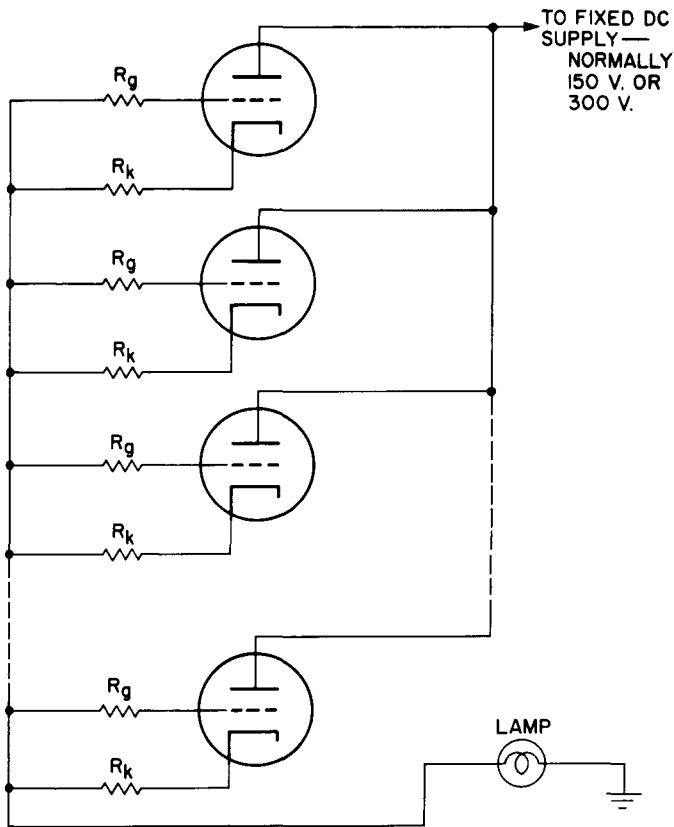 TO FIXED DC
SUPPLY—
NORMALLY
150 V. OR
300 V.
Rg
Rk
Rg
Rk
Rg
Rk
Rg
Rk
LAMP